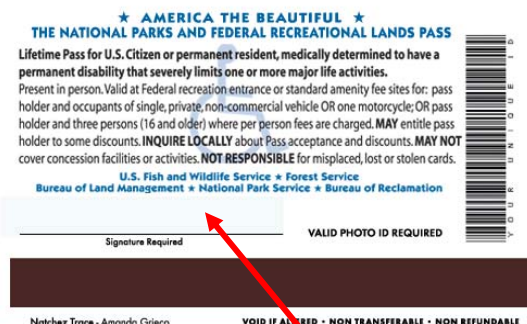 ★ AMERICA THE BEAUTIFUL ★
THE NATIONAL PARKS AND FEDERAL RECREATIONAL LANDS PASS
Lifetime Pass for U.S. Citizen or permanent resident, medically determined to have a
permanent disability that severely limits one or more major life activities.
Present in person. Valid at Federal recreation entrance or standard amenity fee sites for: pass
holder and occupants of single, private, non-commercial vehicle OR one motorcycle; OR pass
holder and three persons (16 and older) where per person fees are charged. MAY entitle pass
holder to some discounts. INQUIRE LOCALLY about Pass acceptance and discounts. MAY NOT
cover concession facilities or activities. NOT RESPONSIBLE for misplaced, lost or stolen cards.
U.S. Fish and Wildlife Service ★ Forest Service
Bureau of Land Management ★ National Park Service ★ Bureau of Reclamation
Signature Required
VALID PHOTO ID REQUIRED
YOUR UNIQUE ID
Natchez Trace - Amanda Grieco
VOID IF ALTERED • NON TRANSFERABLE • NON REFUNDABLE